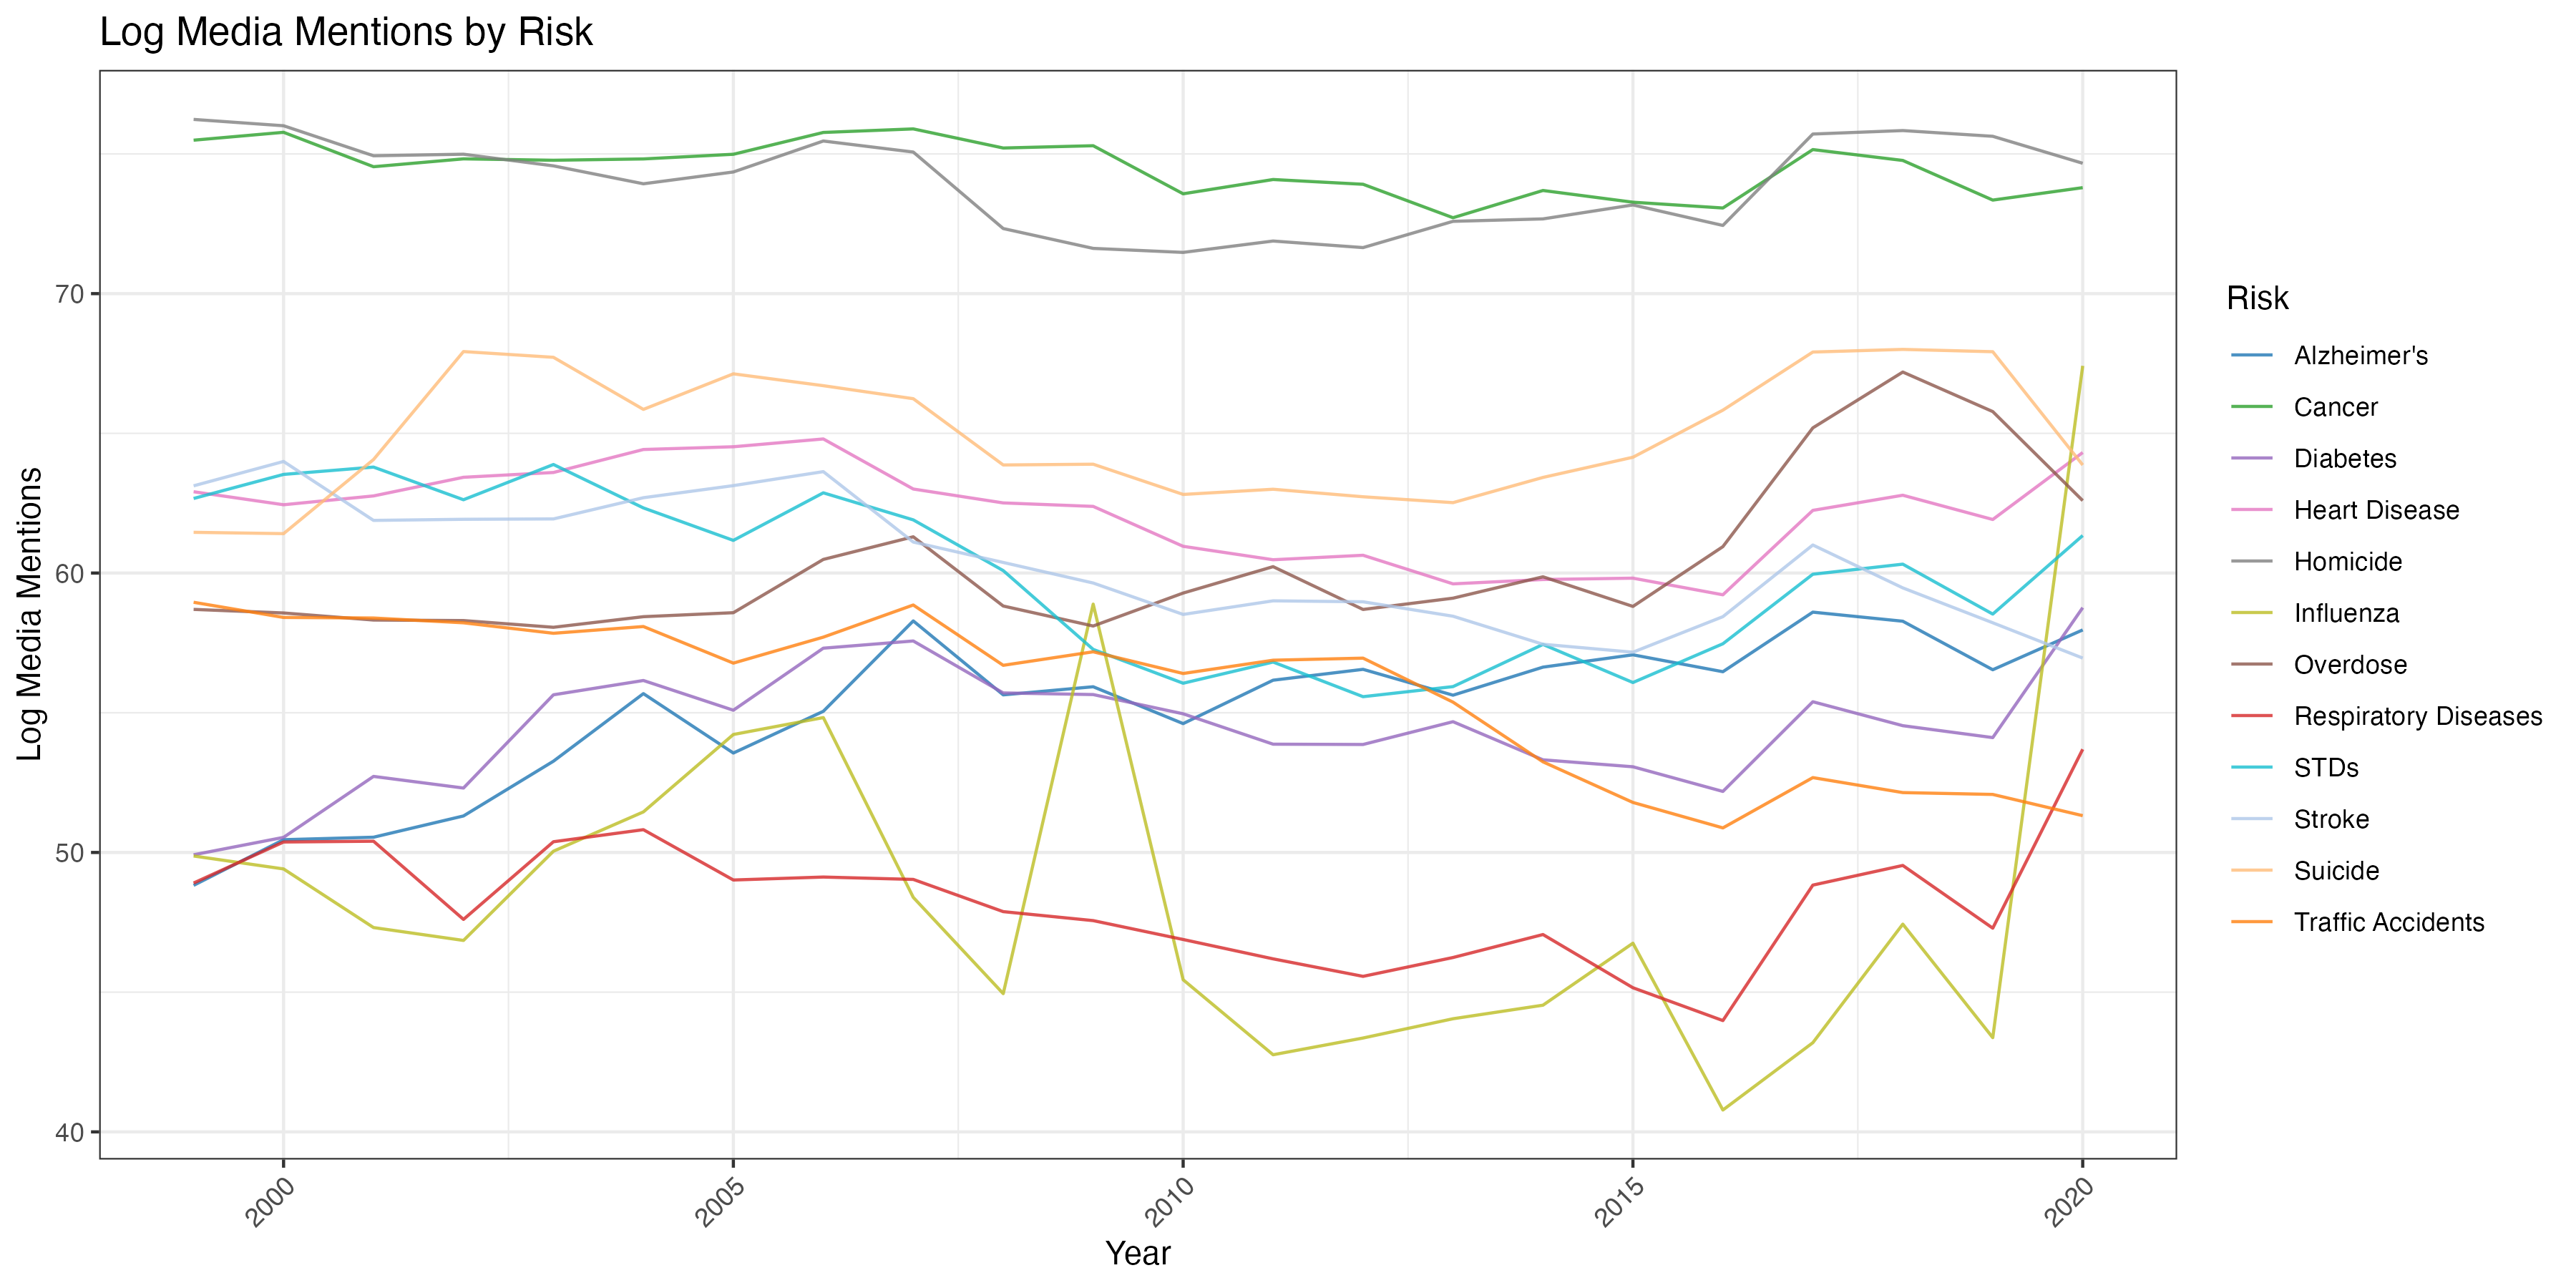 Log Media Mentions by Risk
Log Media Mentions
70
60
50
40
2000
2005
2010
2015
2020
Year
Risk
Alzheimer's
Cancer
Diabetes
Heart Disease
Homicide
Influenza
Overdose
Respiratory Diseases
STDs
Stroke
Suicide
Traffic Accidents